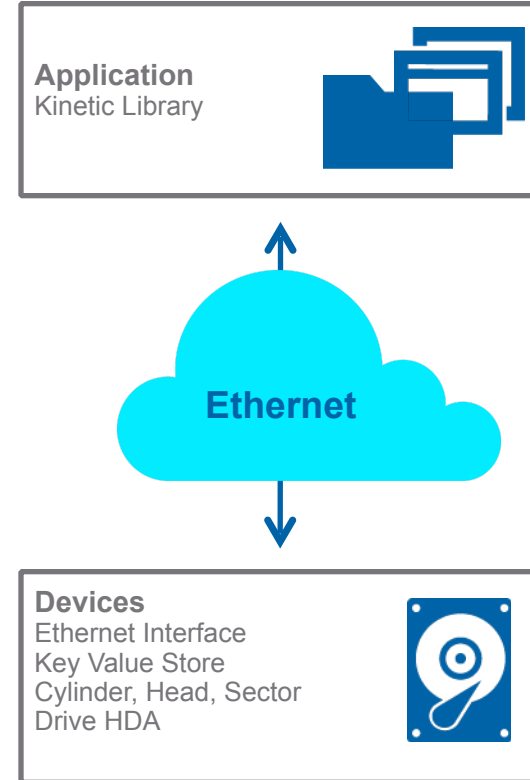 Application
Kinetic Library
Ethernet
Devices
Ethernet Interface
Key Value Store
Cylinder, Head, Sector
Drive HDA